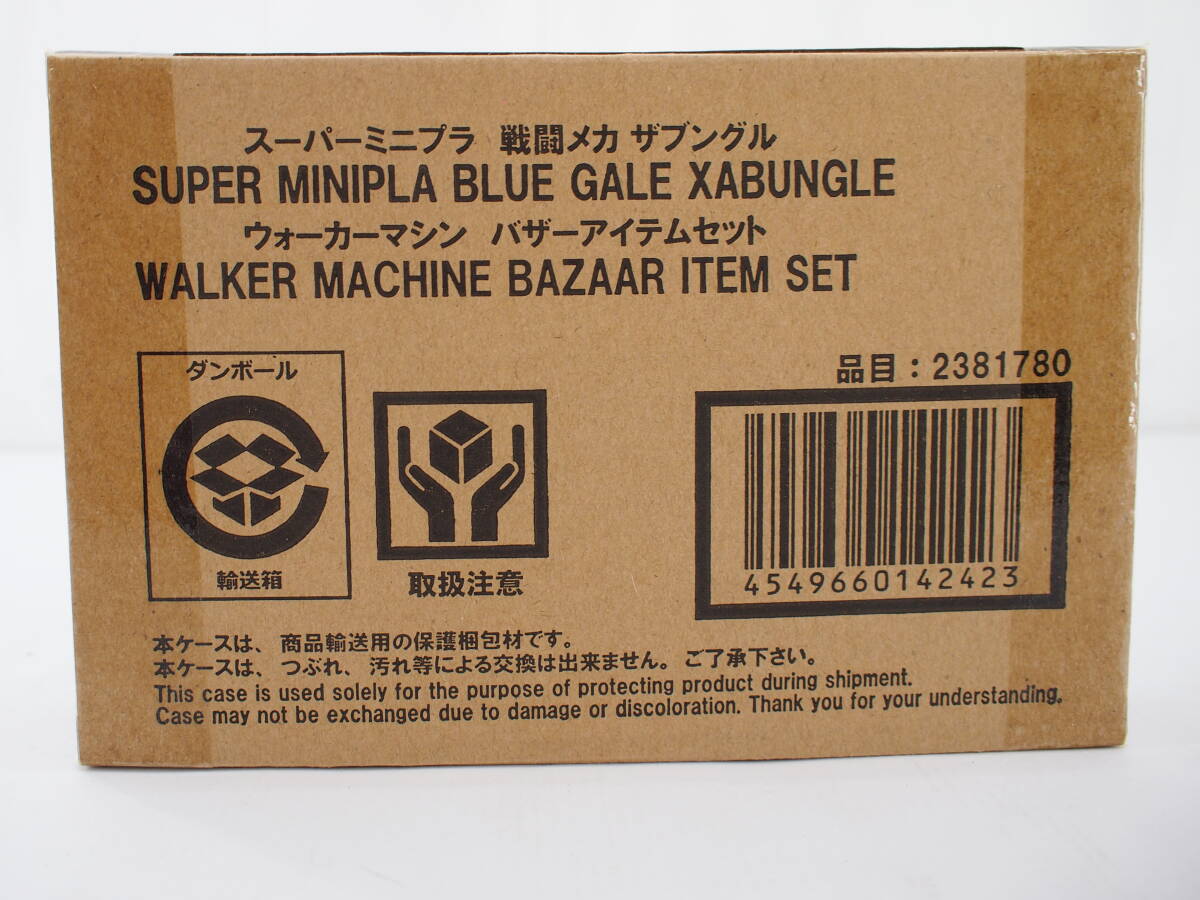 スーパーミニプラ 戦闘メカ ザブングル
SUPER MINIPLA BLUE GALE XABUNGLE
ウォーカーマシン バザーアイテムセット
WALKER MACHINE BAZAAR ITEM SET
ダンボール
輸送箱
取扱注意
品目：2381780
4549660142423
本ケースは、商品輸送用の保護梱包材です。
本ケースは、つぶれ、汚れ等による交換は出来ません。ご了承下さい。
This case is used solely for the purpose of protecting product during shipment.
Case may not be exchanged due to damage or discoloration. Thank you for your understanding.